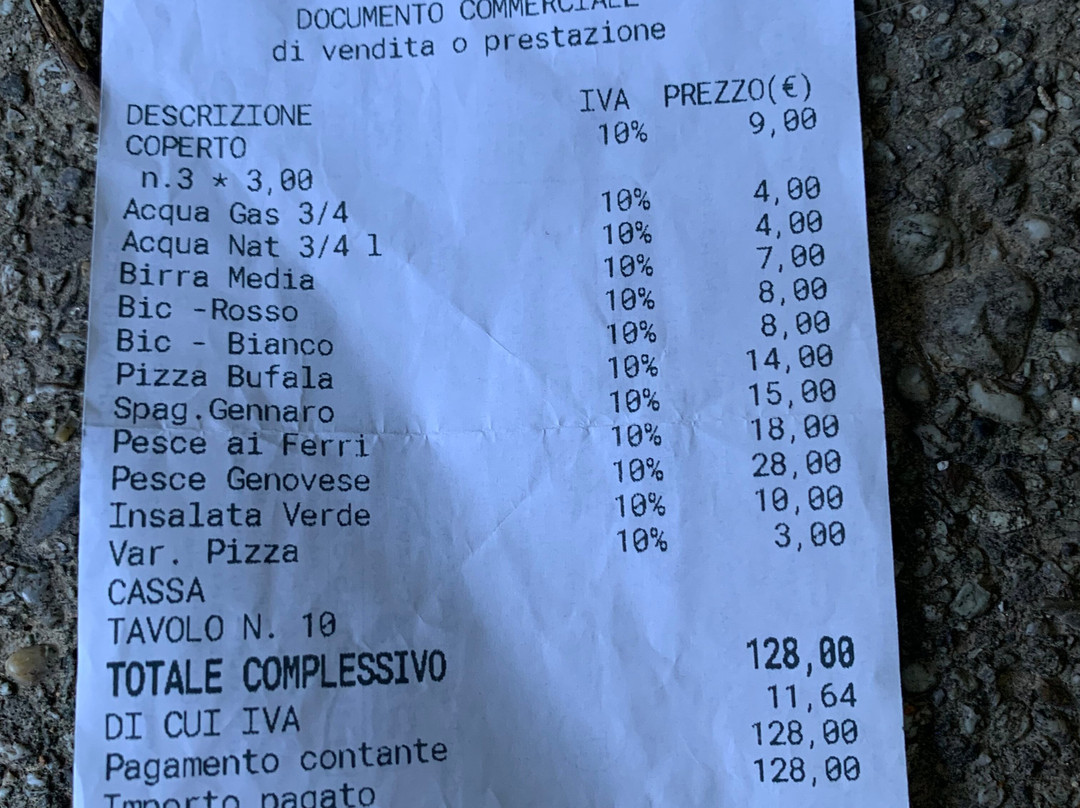 DOCUMENTO COMMERCIALE
di vendita o prestazione
DESCRIZIONE IVA PREZZO(€)
COPERTO 10% 9,00
n.3 * 3,00
Acqua Gas 3/4 10% 4,00
Acqua Nat 3/4 l 10% 4,00
Birra Media 10% 7,00
Bic -Rosso 10% 8,00
Bic - Bianco 10% 8,00
Pizza Bufala 10% 14,00
Spag.Gennaro 10% 15,00
Pesce ai Ferri 10% 18,00
Pesce Genovese 10% 28,00
Insalata Verde 10% 10,00
Var. Pizza 10% 3,00
CASSA
TAVOLO N. 10
TOTALE COMPLESSIVO 128,00
DI CUI IVA 11,64
Pagamento contante 128,00
Importo pagato 128,00